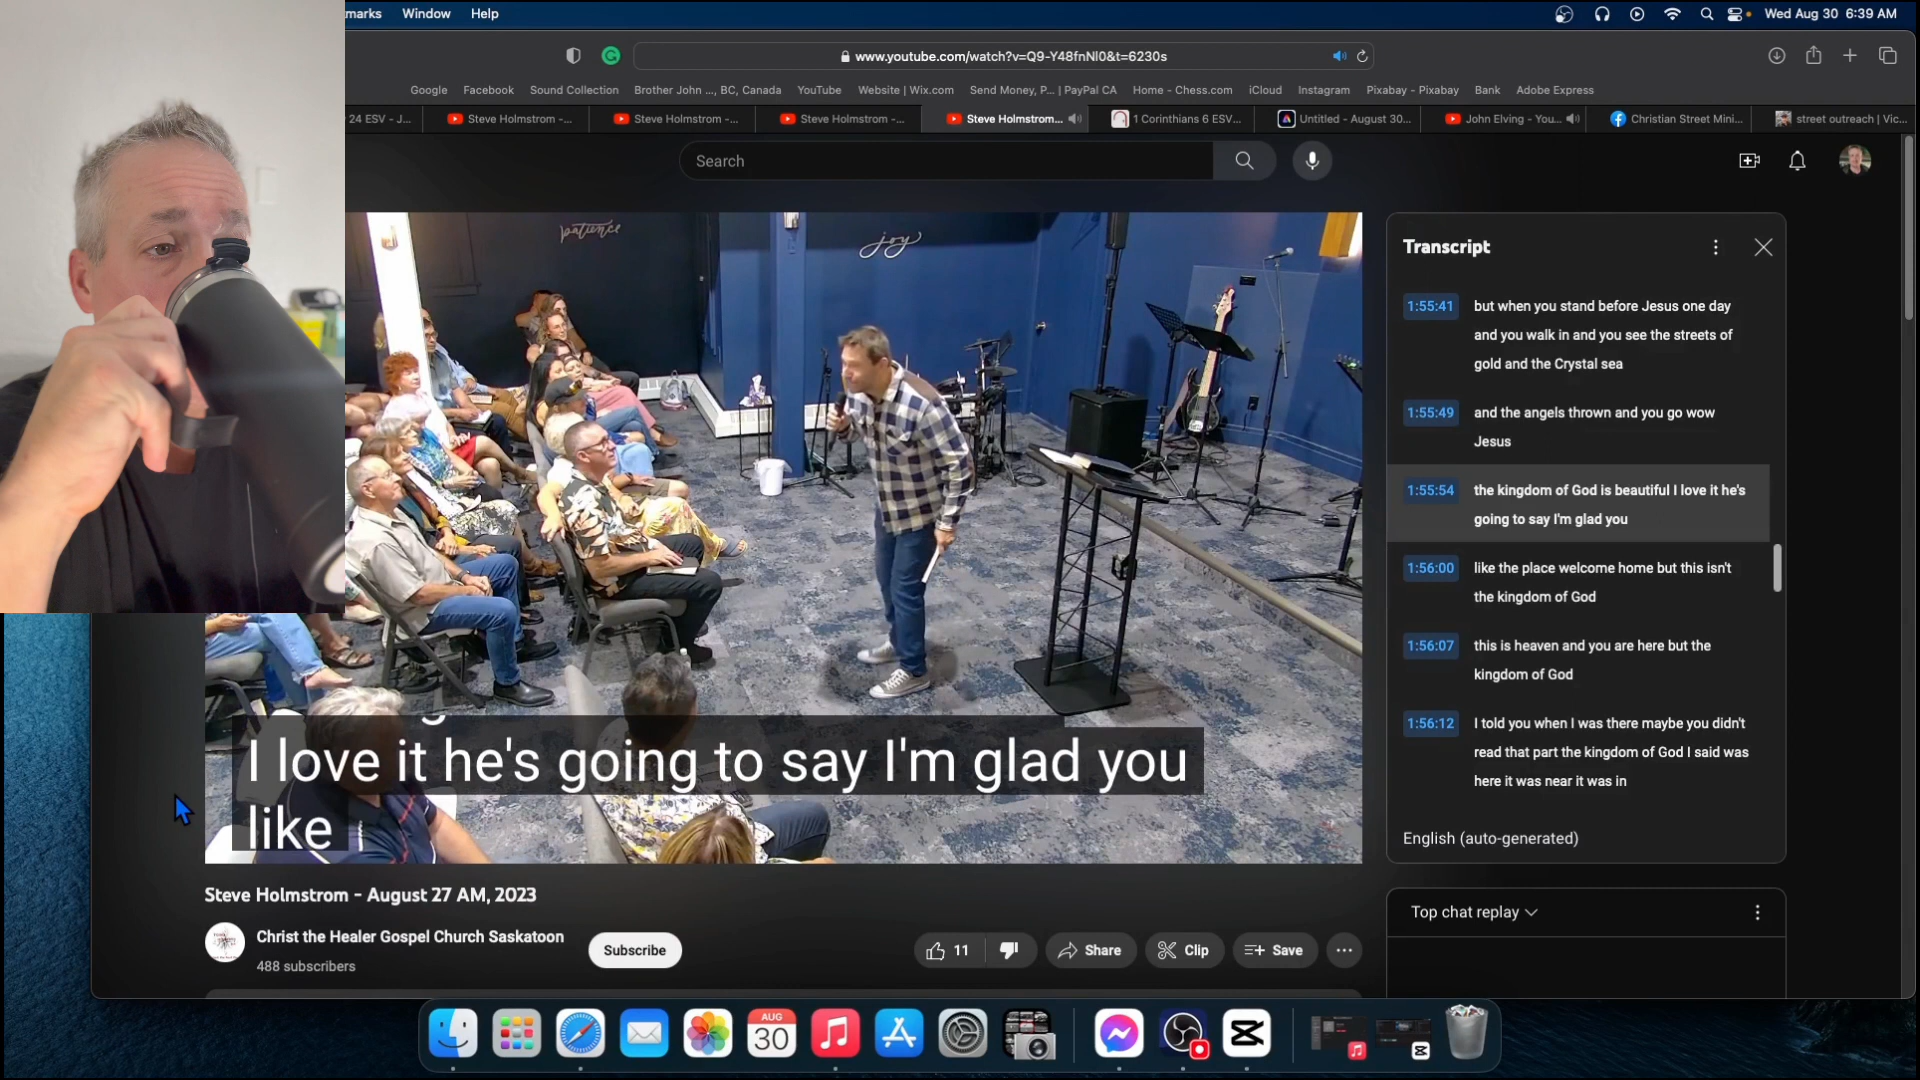 marks Window Help Wed Aug 30 6:39 AM
www.youtube.com/watch?v=Q9-Y48fnNl0&t=6230s
Google Facebook Sound Collection Brother John ..., BC, Canada YouTube Website | Wix.com Send Money, P... | PayPal CA Home - Chess.com iCloud Instagram Pixabay - Pixabay Bank Adobe Express
24 ESV - J... Steve Holmstrom -... Steve Holmstrom -... Steve Holmstrom -... Steve Holmstrom... 1 Corinthians 6 ESV... Untitled - August 30... John Elving - You... Christian Street Mini... street outreach | Vic...
Search
patience
joy
Transcript
1:55:41 but when you stand before Jesus one day
and you walk in and you see the streets of
gold and the Crystal sea
1:55:49 and the angels thrown and you go wow
Jesus
1:55:54 the kingdom of God is beautiful I love it he's
going to say I'm glad you
1:56:00 like the place welcome home but this isn't
the kingdom of God
1:56:07 this is heaven and you are here but the
kingdom of God
1:56:12 I told you when I was there maybe you didn't
read that part the kingdom of God I said was
here it was near it was in
English (auto-generated)
I love it he's going to say I'm glad you
like
Steve Holmstrom - August 27 AM, 2023
Christ the Healer Gospel Church Saskatoon
488 subscribers
Subscribe
11 Share Clip Save
Top chat replay
AUG
30